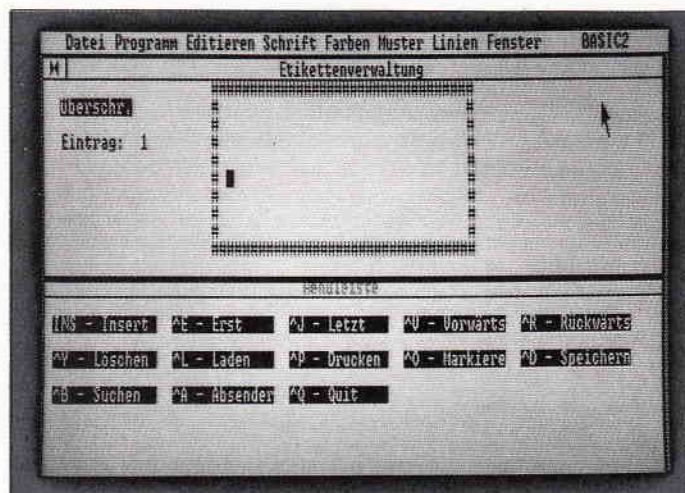 Datei Programm Editieren Schrift Farben Muster Linien Fenster BASIC2
Etikettenverwaltung
überschr.
Eintrag: 1
Menüleiste
INS - Insert ^E - Erst ^J - Letzt ^V - Vorwärts ^R - Rückwärts
^Y - Löschen ^L - Laden ^P - Drucken ^O - Markiere ^D - Speichern
^B - Suchen ^A - Absender ^Q - Quit